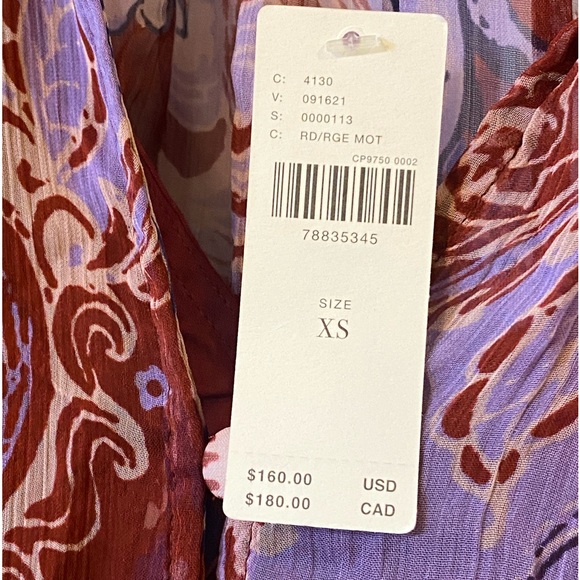 C: 4130
V: 091621
S: 0000113
C: RD/RGE MOT
CP9750 0002
78835345
SIZE
XS
$160.00 USD
$180.00 CAD